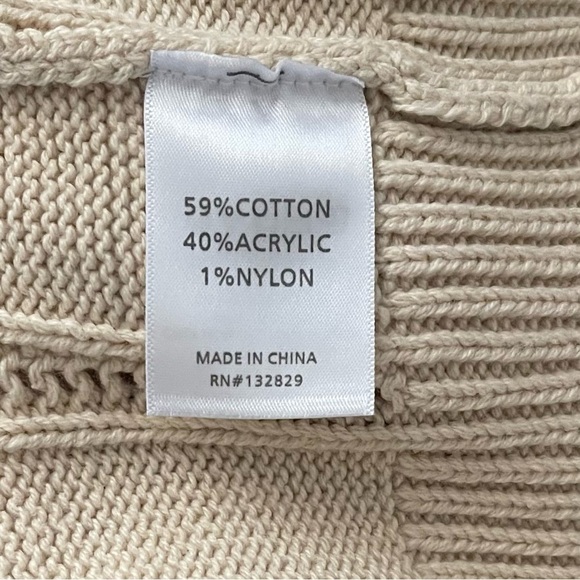 59%COTTON
40%ACRYLIC
1%NYLON
MADE IN CHINA
RN#132829